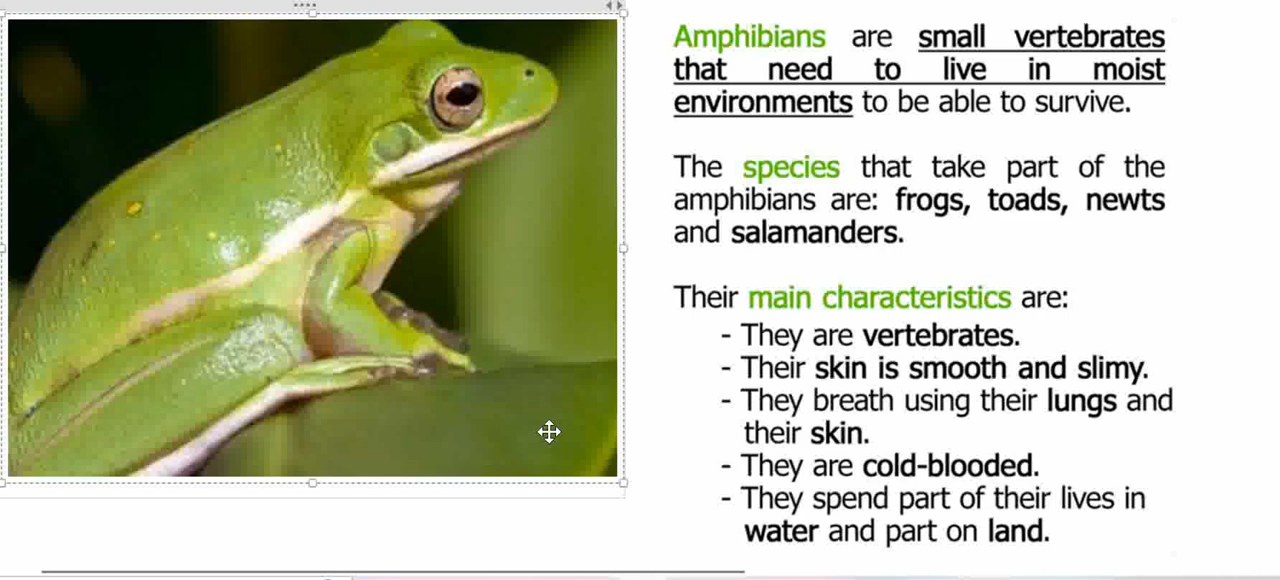 Amphibians are small vertebrates
that need to live in moist
environments to be able to survive.
The species that take part of the
amphibians are: frogs, toads, newts
and salamanders.
Their main characteristics are:
- They are vertebrates.
- Their skin is smooth and slimy.
- They breath using their lungs and
their skin.
- They are cold-blooded.
- They spend part of their lives in
water and part on land.